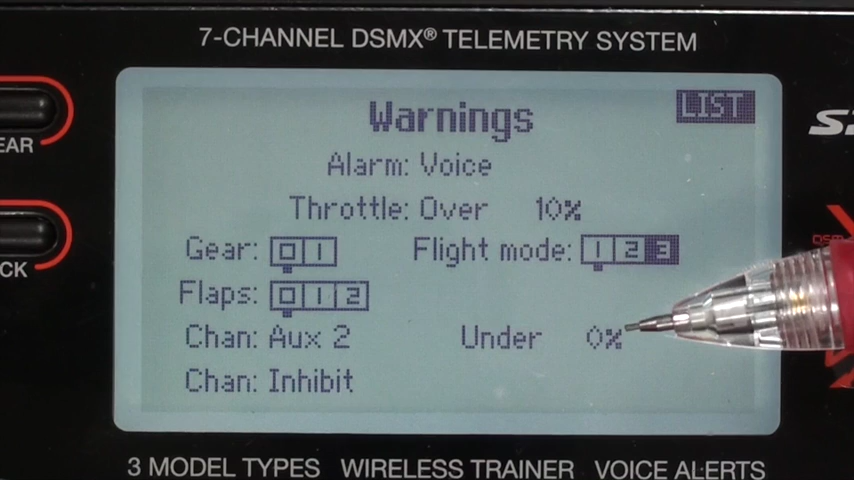 7-CHANNEL DSMX® TELEMETRY SYSTEM
Warnings
LIST
Alarm: Voice
Throttle: Over 10%
Gear: 0 1 Flight mode: 1 2 3
Flaps: 0 1 2
Chan: Aux 2 Under 0%
Chan: Inhibit
3 MODEL TYPES WIRELESS TRAINER VOICE ALERTS
EAR
CK